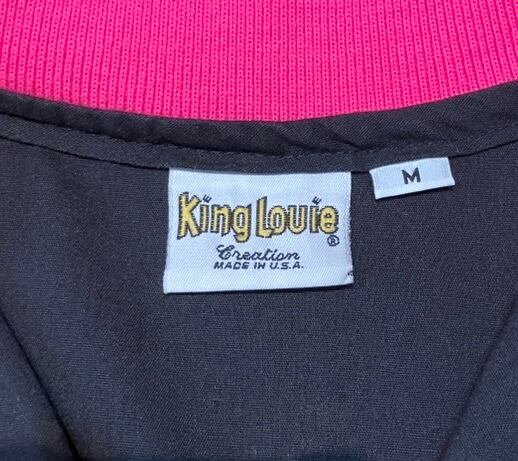 King Louie ®
Creation
MADE IN U.S.A.
M